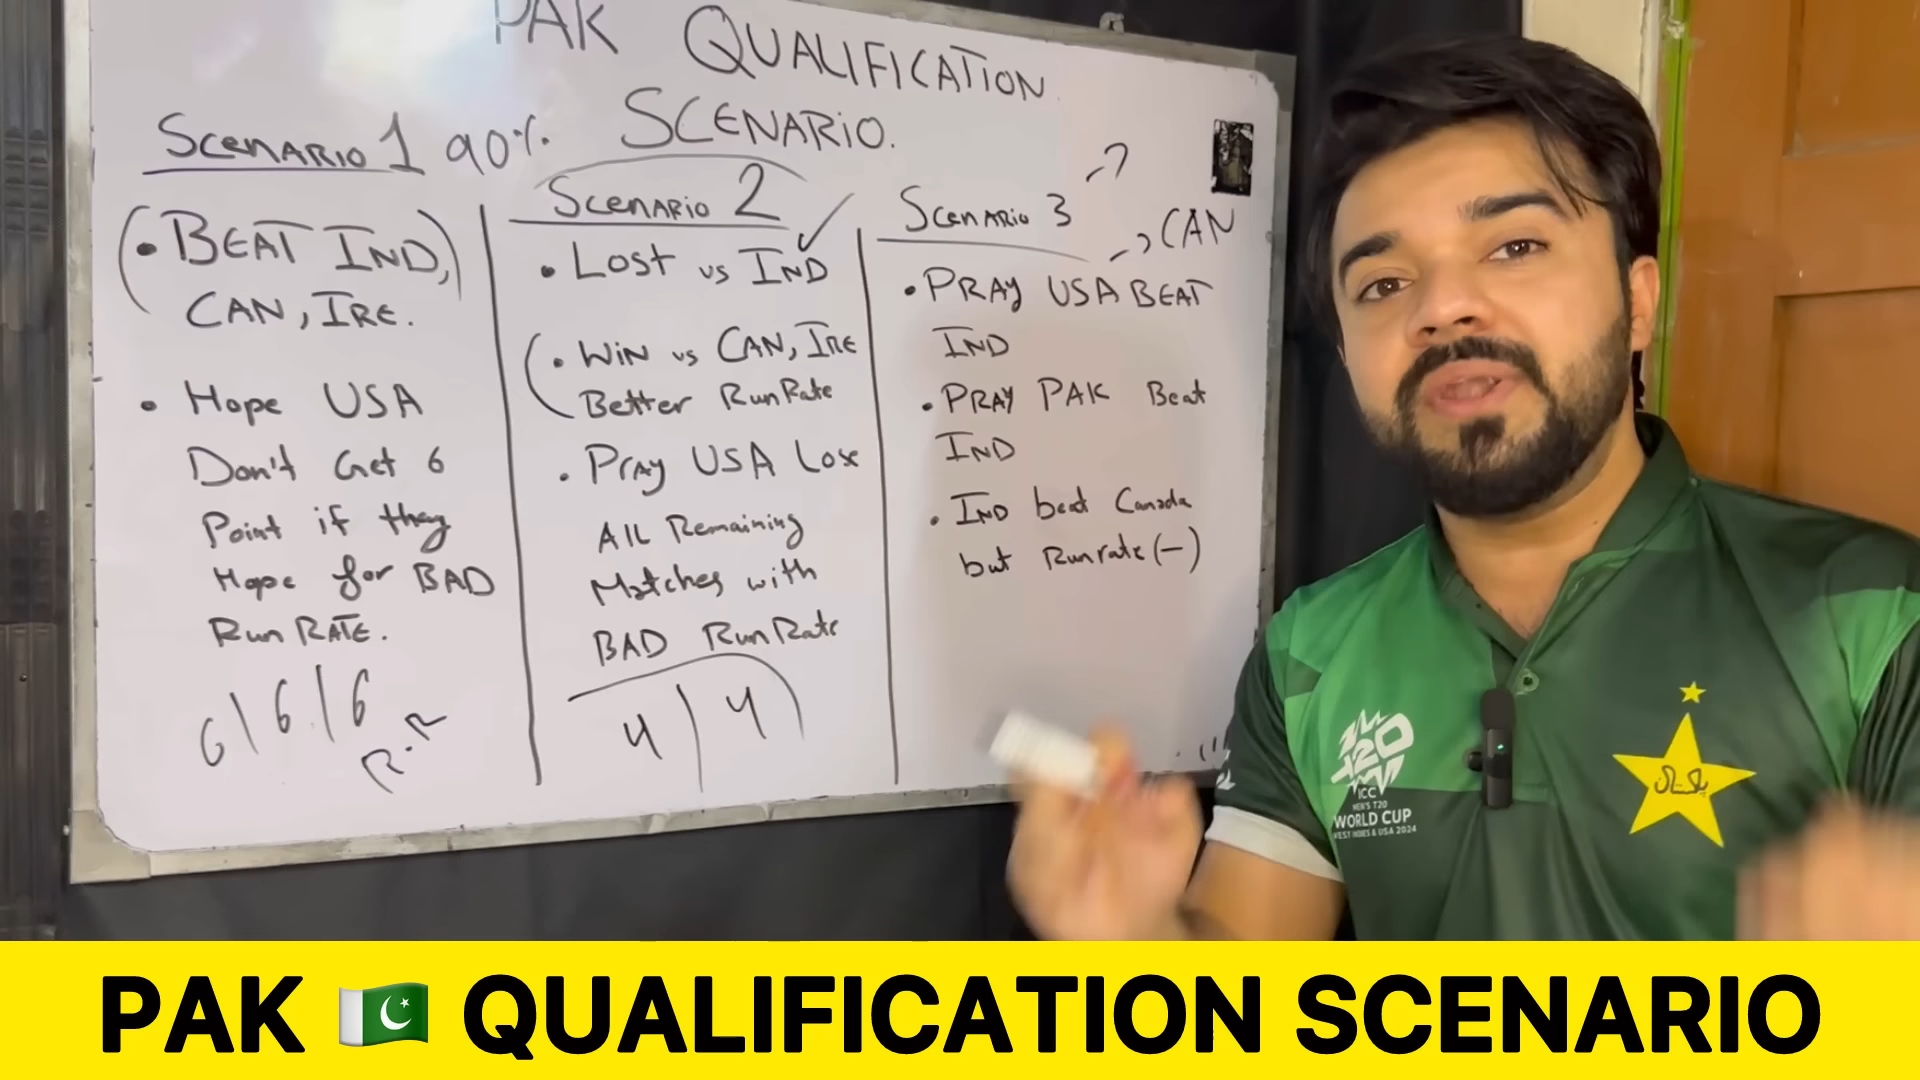 PAK QUALIFICATION
SCENARIO.
SCENARIO 1 90%
• BEAT IND,
CAN, IRE.
• Hope USA
Don't Get 6
Point if they
Hope for BAD
Run RATE.
6 | 6 | 6
R.R
SCENARIO 2
• LOST vs IND ✓
• WIN vs CAN, IRE
Better RunRate
• Pray USA Lose
All Remaining
Matches with
BAD RunRate
4 | 4
SCENARIO 3 -?
→ CAN
• PRAY USA BEAT
IND
• PRAY PAK Beat
IND
• IND beat Canada
but Runrate (-)
T20
ICC
MEN'S T20
WORLD CUP
WEST INDIES & USA 2024
پاکستان
PAK 🇵🇰 QUALIFICATION SCENARIO